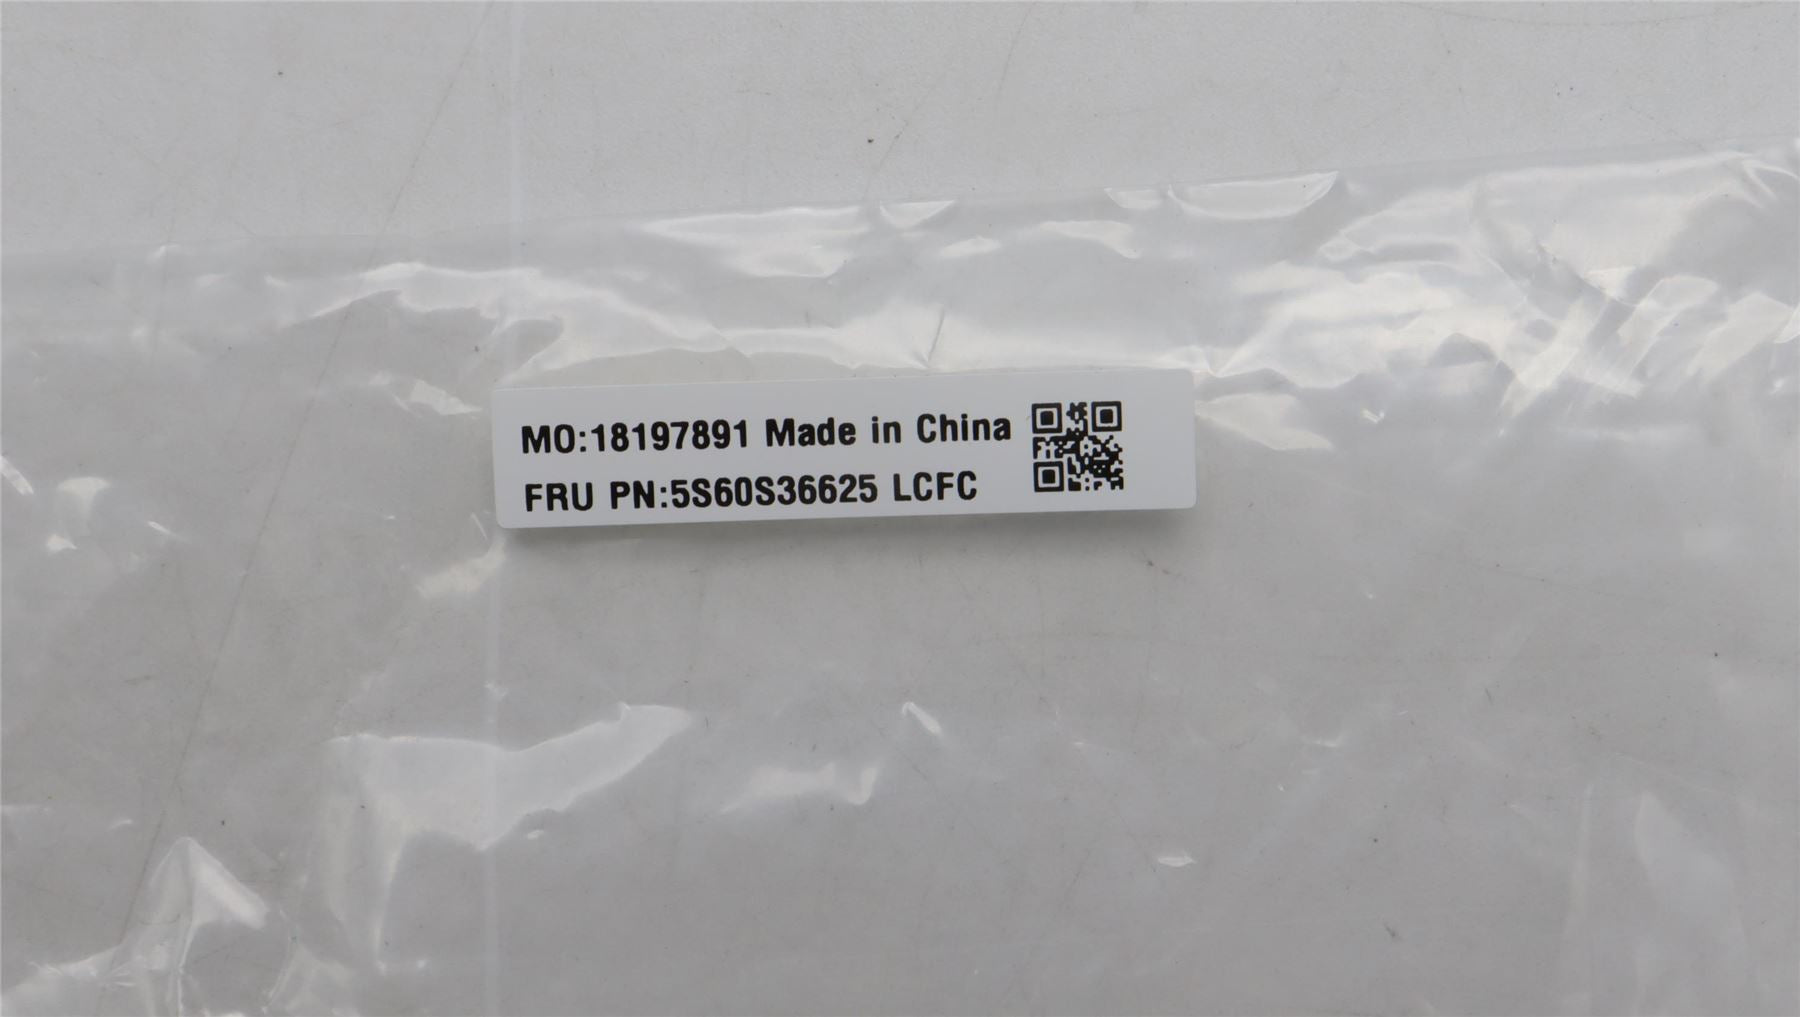 MO:18197891 Made in China
FRU PN:5S60S36625 LCFC